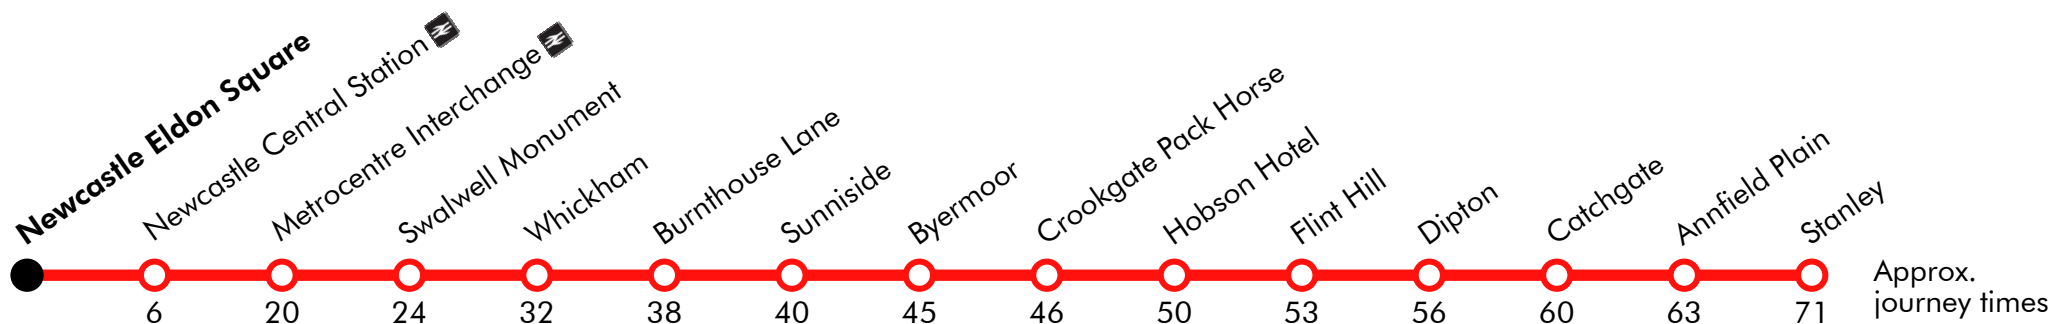 Newcastle Eldon Square
Newcastle Central Station
Metrocentre Interchange
Swalwell Monument
Whickham
Burnthouse Lane
Sunniside
Byermoor
Crookgate Pack Horse
Hobson Hotel
Flint Hill
Dipton
Catchgate
Annfield Plain
Stanley
6 20 24 32 38 40 45 46 50 53 56 60 63 71
Approx.
journey times